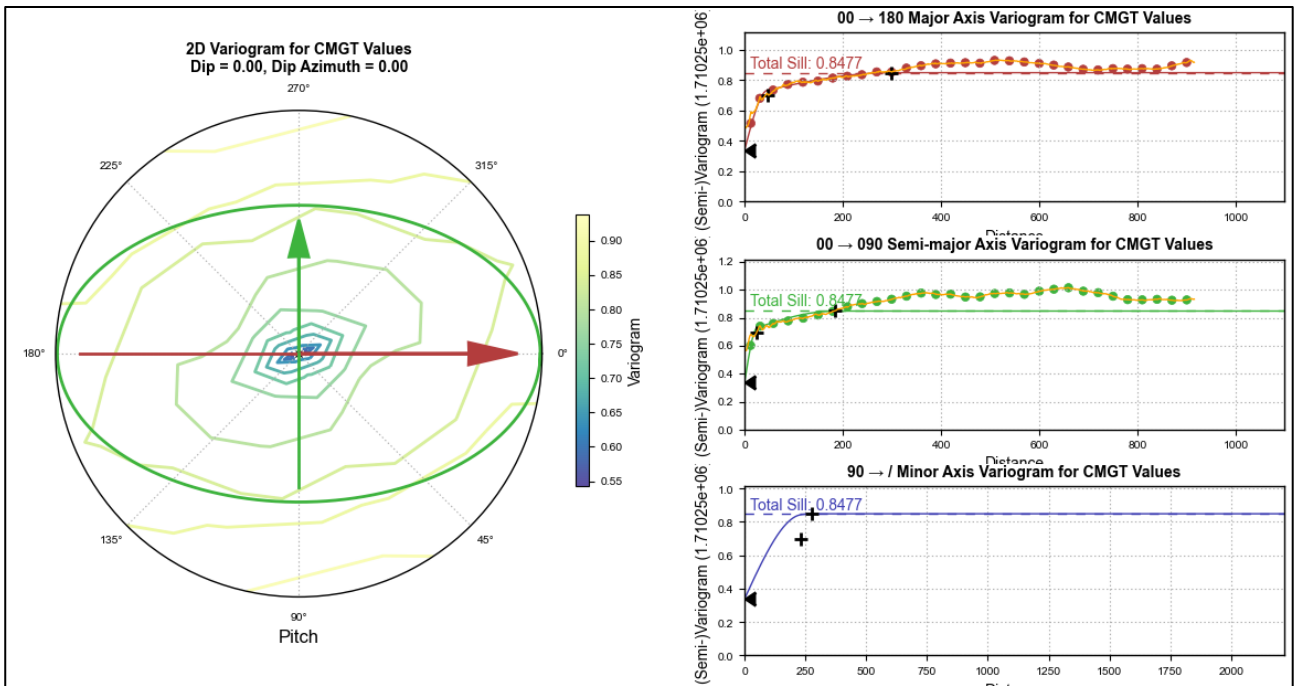 2D Variogram for CMGT Values
Dip = 0.00, Dip Azimuth = 0.00
270°
225°
315°
180°
0°
135°
45°
90°
Pitch
0.90
0.85
0.80
0.75
0.70
0.65
0.60
0.55
Variogram
00 → 180 Major Axis Variogram for CMGT Values
(Semi-)Variogram (1.71025e+06
Total Sill: 0.8477
1.0
0.8
0.6
0.4
0.2
0.0
0 200 400 600 800 1000
Distance
00 → 090 Semi-major Axis Variogram for CMGT Values
(Semi-)Variogram (1.71025e+06
Total Sill: 0.8477
1.2
1.0
0.8
0.6
0.4
0.2
0.0
0 200 400 600 800 1000
Distance
90 → / Minor Axis Variogram for CMGT Values
(Semi-)Variogram (1.71025e+06
Total Sill: 0.8477
1.0
0.8
0.6
0.4
0.2
0.0
0 250 500 750 1000 1250 1500 1750 2000